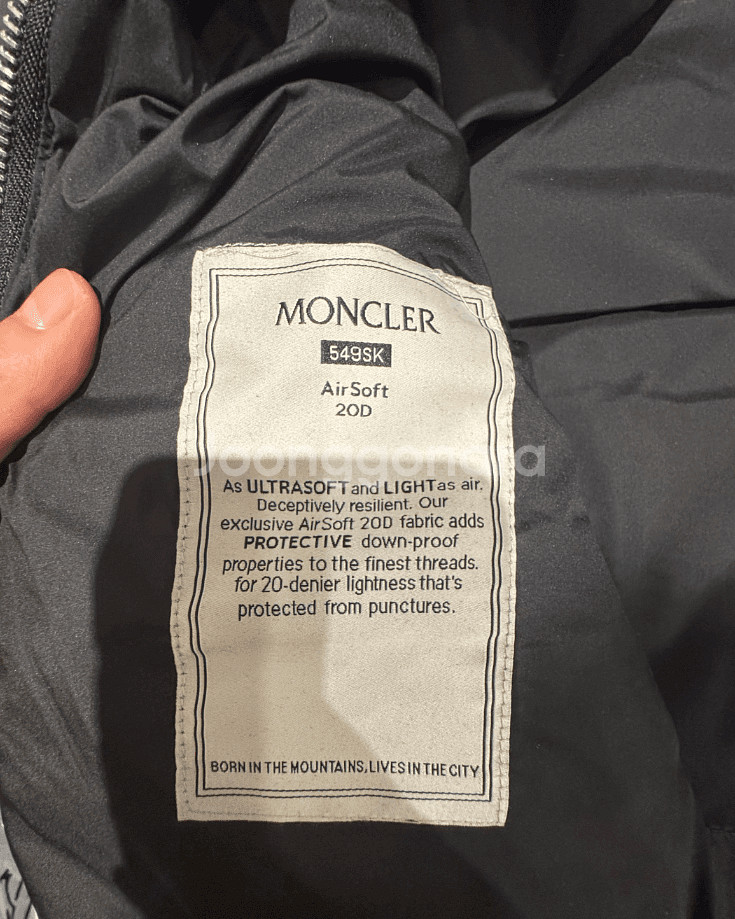 MONCLER
549SK
AirSoft
20D
Joonggonara
As ULTRASOFT and LIGHT as air.
Deceptively resilient. Our
exclusive AirSoft 20D fabric adds
PROTECTIVE down-proof
properties to the finest threads.
for 20-denier lightness that's
protected from punctures.
BORN IN THE MOUNTAINS, LIVES IN THE CITY